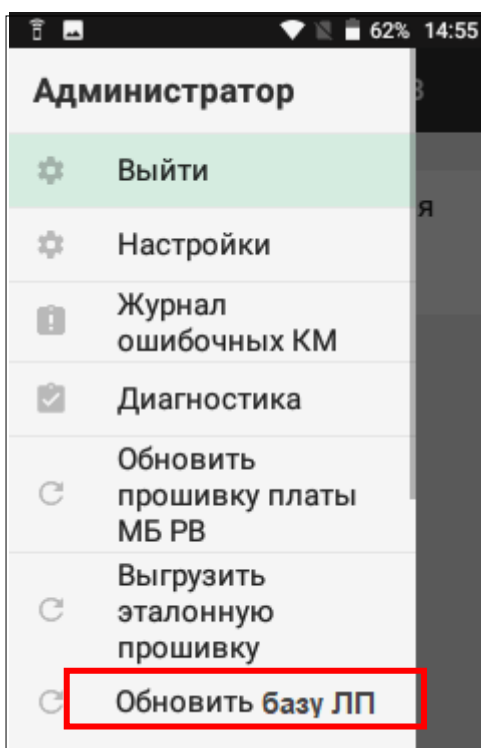 62% 14:55
Администратор
Выйти
Настройки
Журнал
ошибочных КМ
Диагностика
Обновить
прошивку платы
МБ РВ
Выгрузить
эталонную
прошивку
Обновить базу ЛП